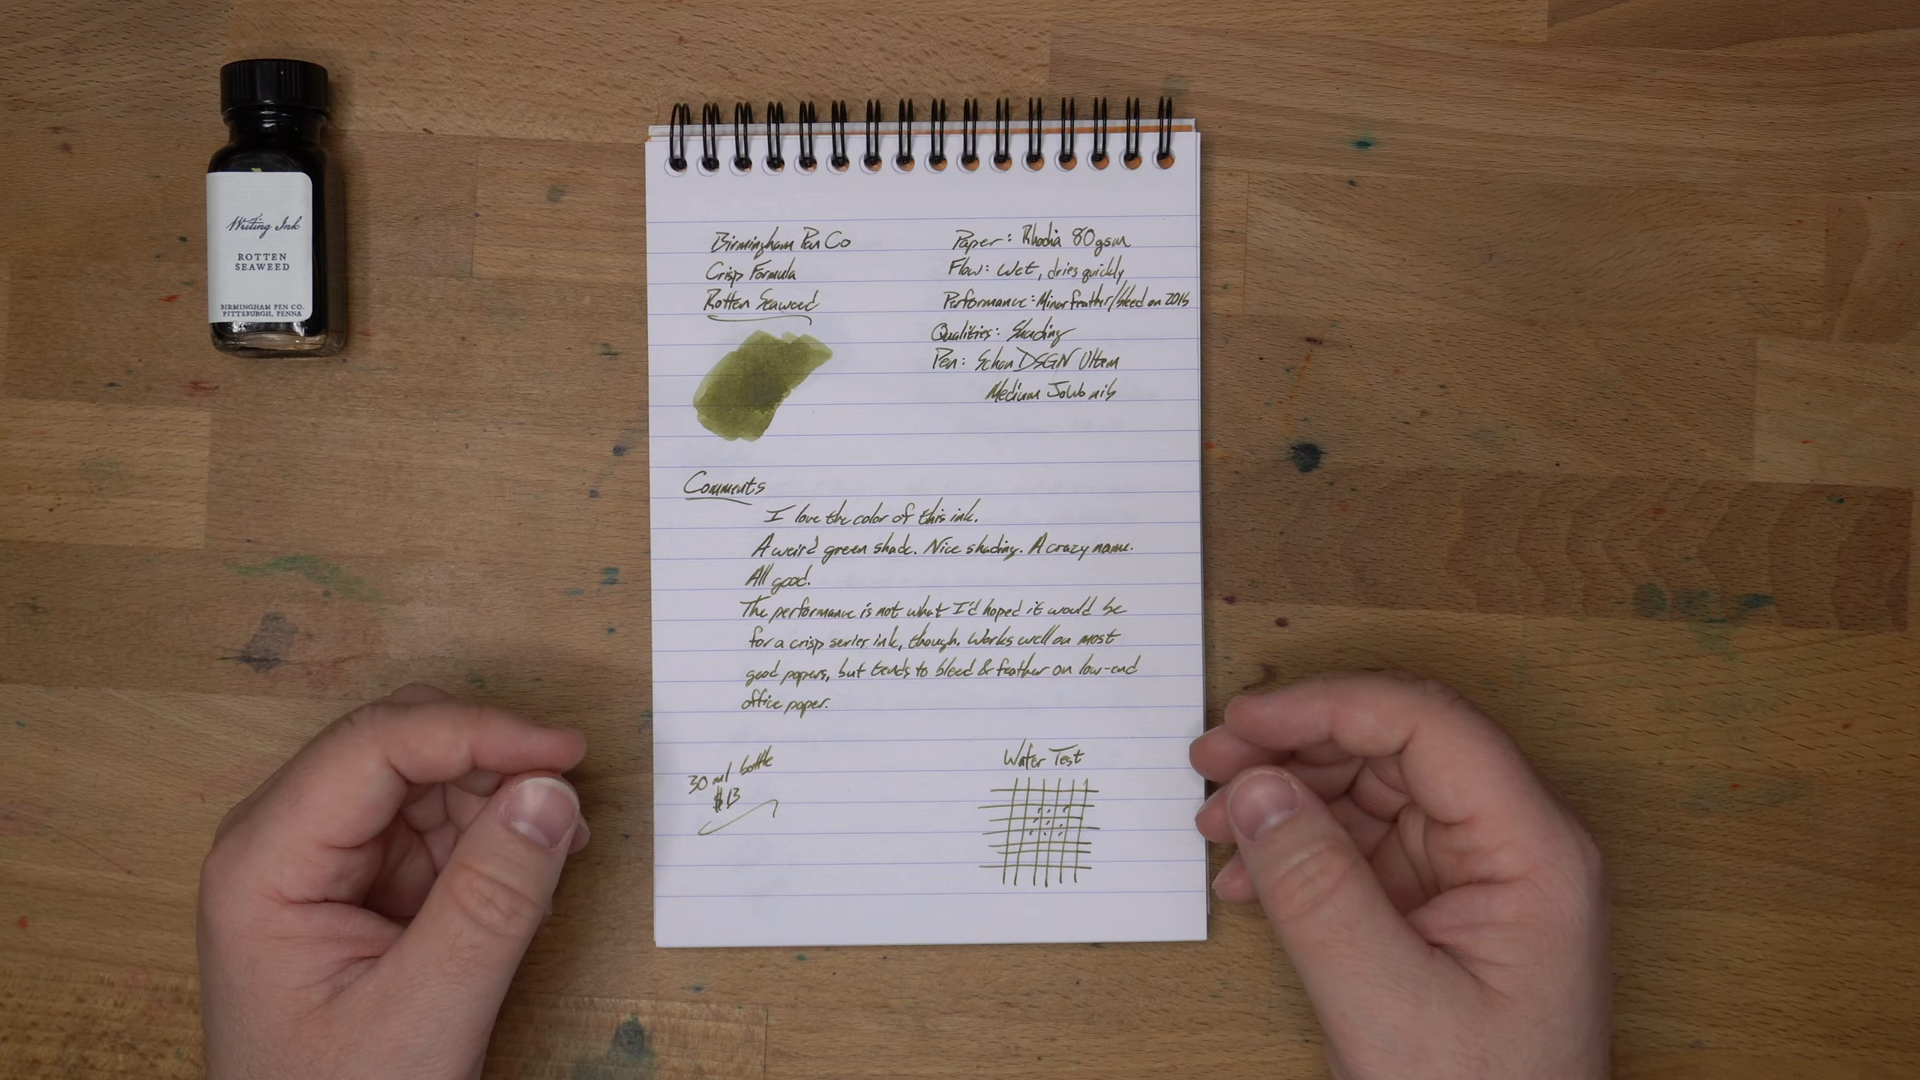 Writing Ink
ROTTEN
SEAWEED
BIRMINGHAM PEN CO.
PITTSBURGH, PENNA
Birmingham Pen Co
Crisp Formula
Rotten Seaweed
Paper: Rhodia 80gsm
Flow: Wet, dries quickly
Performance: Minor feather/bleed on 20lb
Qualities: Shading
Pen: Schon DSGN Ultem
Medium JoWo nib
Comments
I love the color of this ink.
A weird green shade. Nice shading. A crazy name.
All good.
The performance is not what I'd hoped it would be
for a crisp series ink, though. Works well on most
good papers, but tends to bleed & feather on low-end
office paper.
30 ml bottle
$13
Water Test